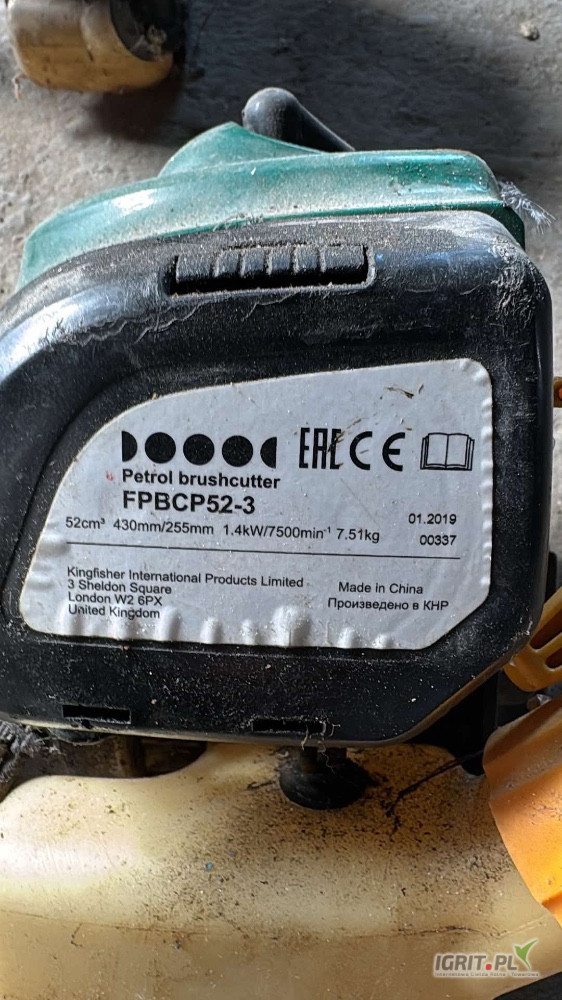 EAC CE
Petrol brushcutter
FPBCP52-3
52cm³ 430mm/255mm 1.4kW/7500min⁻¹ 7.51kg
01.2019
00337
Kingfisher International Products Limited
3 Sheldon Square
London W2 6PX
United Kingdom
Made in China
Произведено в КНР
IGRIT.PL